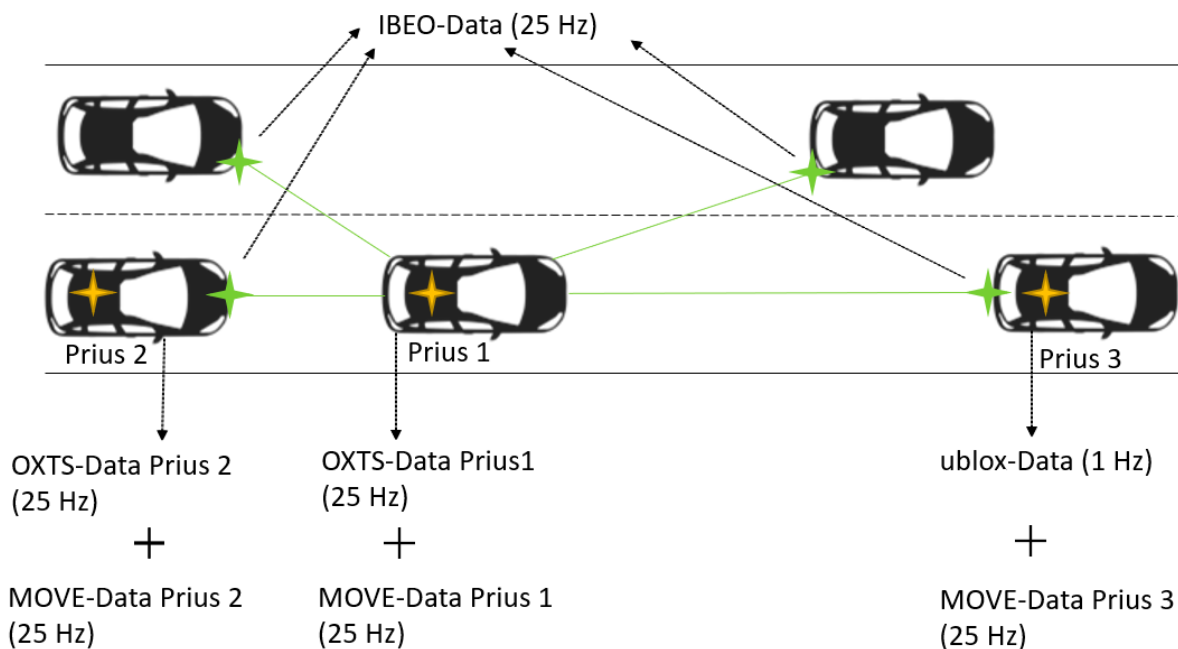 IBEO-Data (25 Hz)
Prius 2
Prius 1
Prius 3
OXTS-Data Prius 2
(25 Hz)
+
MOVE-Data Prius 2
(25 Hz)
OXTS-Data Prius1
(25 Hz)
+
MOVE-Data Prius 1
(25 Hz)
ublox-Data (1 Hz)
+
MOVE-Data Prius 3
(25 Hz)